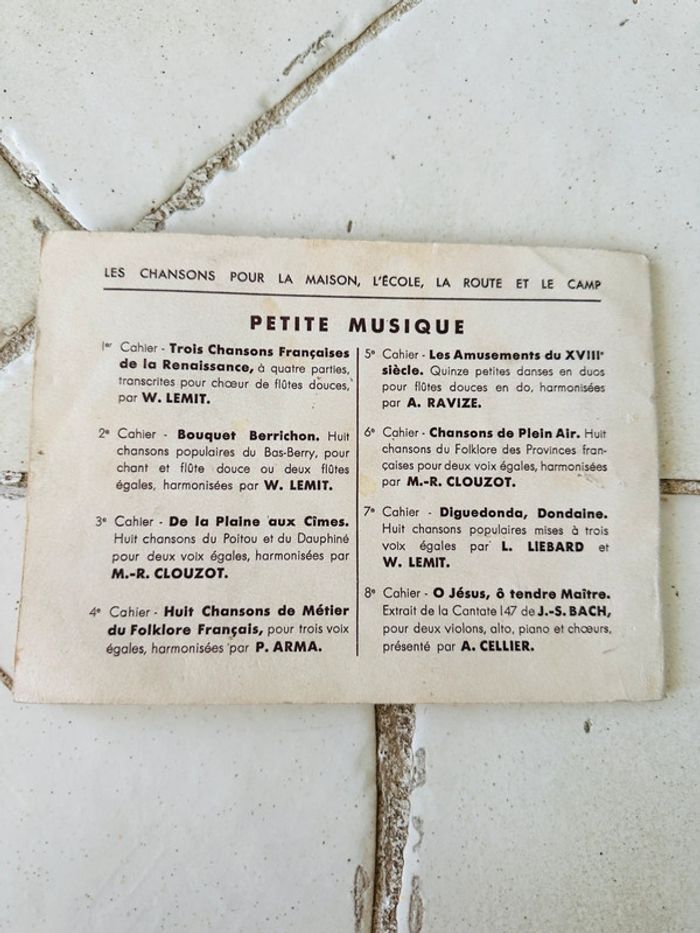 LES CHANSONS POUR LA MAISON, L'ÉCOLE, LA ROUTE ET LE CAMP
PETITE MUSIQUE
1er Cahier - Trois Chansons Françaises
de la Renaissance, à quatre parties,
transcrites pour chœur de flûtes douces,
par W. LEMIT.
2e Cahier - Bouquet Berrichon. Huit
chansons populaires du Bas-Berry, pour
chant et flûte douce ou deux flûtes
égales, harmonisées par W. LEMIT.
3e Cahier - De la Plaine aux Cîmes.
Huit chansons du Poitou et du Dauphiné
pour deux voix égales, harmonisées par
M.-R. CLOUZOT.
4e Cahier - Huit Chansons de Métier
du Folklore Français, pour trois voix
égales, harmonisées par P. ARMA.
5e Cahier - Les Amusements du XVIIIe
siècle. Quinze petites danses en duos
pour flûtes douces en do, harmonisées
par A. RAVIZE.
6e Cahier - Chansons de Plein Air. Huit
chansons du Folklore des Provinces fran-
çaises pour deux voix égales, harmonisées
par M.-R. CLOUZOT.
7e Cahier - Diguedonda, Dondaine.
Huit chansons populaires mises à trois
voix égales par L. LIEBARD et
W. LEMIT.
8e Cahier - O Jésus, ô tendre Maître.
Extrait de la Cantate 147 de J.-S. BACH,
pour deux violons, alto, piano et chœurs,
présenté par A. CELLIER.